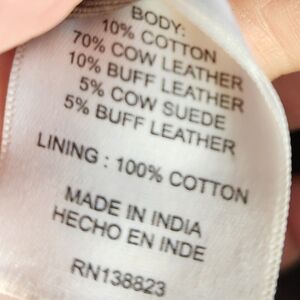 BODY:
10% COTTON
70% COW LEATHER
10% BUFF LEATHER
5% COW SUEDE
5% BUFF LEATHER
LINING : 100% COTTON
MADE IN INDIA
HECHO EN INDE
RN138823